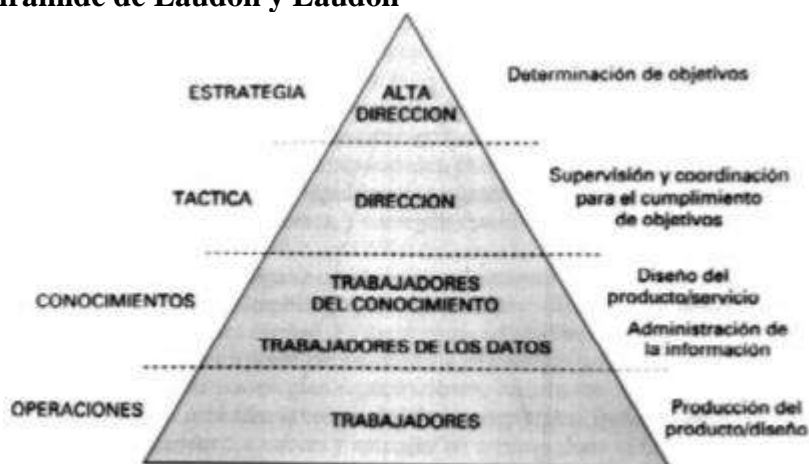 irámide de Laudon y Laudon
ESTRATEGIA
ALTA
DIRECCION
Determinación de objetivos
TACTICA
DIRECCION
Supervisión y coordinación
para el cumplimiento
de objetivos
CONOCIMIENTOS
TRABAJADORES
DEL CONOCIMIENTO
TRABAJADORES DE LOS DATOS
Diseño del
producto/servicio
Administración de
la información
OPERACIONES
TRABAJADORES
Producción del
producto/diseño